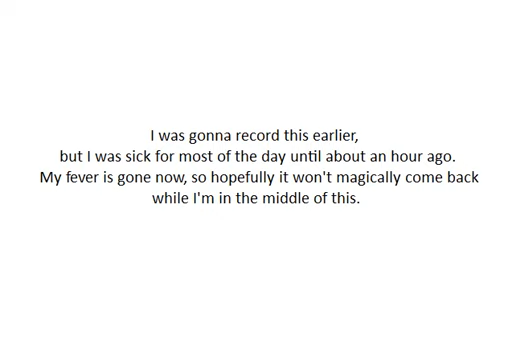 I was gonna record this earlier,
but I was sick for most of the day until about an hour ago.
My fever is gone now, so hopefully it won't magically come back
while I'm in the middle of this.